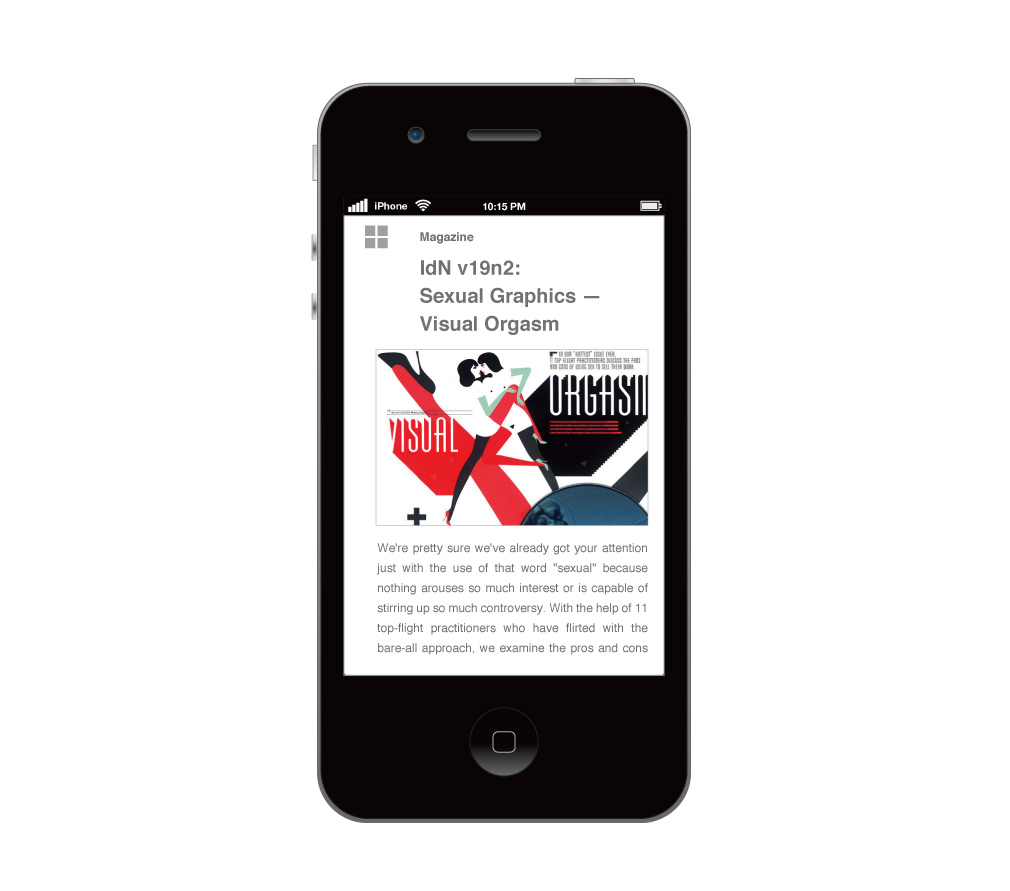 iPhone 10:15 PM
Magazine
IdN v19n2:
Sexual Graphics —
Visual Orgasm
IN OUR "HOTTEST" ISSUE EVER,
TOP-FLIGHT PRACTITIONERS DISCUSS THE PROS
AND CONS OF USING SEX TO SELL THEIR WORK.
ORGASM
VISUAL
We're pretty sure we've already got your attention
just with the use of that word "sexual" because
nothing arouses so much interest or is capable of
stirring up so much controversy. With the help of 11
top-flight practitioners who have flirted with the
bare-all approach, we examine the pros and cons